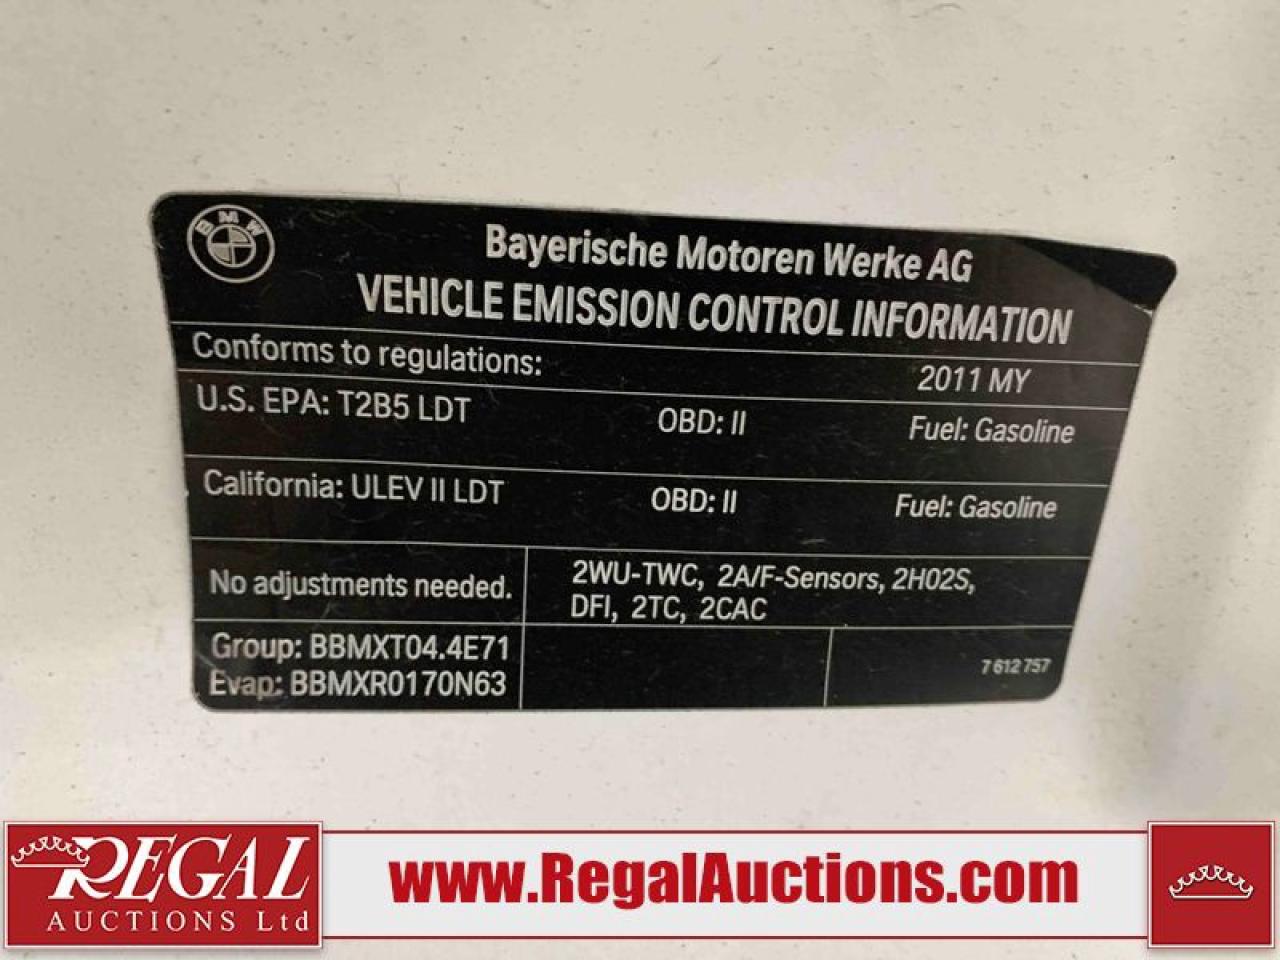 BMW
Bayerische Motoren Werke AG
VEHICLE EMISSION CONTROL INFORMATION
Conforms to regulations: 2011 MY
U.S. EPA: T2B5 LDT OBD: II Fuel: Gasoline
California: ULEV II LDT OBD: II Fuel: Gasoline
No adjustments needed.
2WU-TWC, 2A/F-Sensors, 2HO2S,
DFI, 2TC, 2CAC
Group: BBMXT04.4E71
Evap: BBMXR0170N63
7 612 757
REGAL
AUCTIONS Ltd
www.RegalAuctions.com